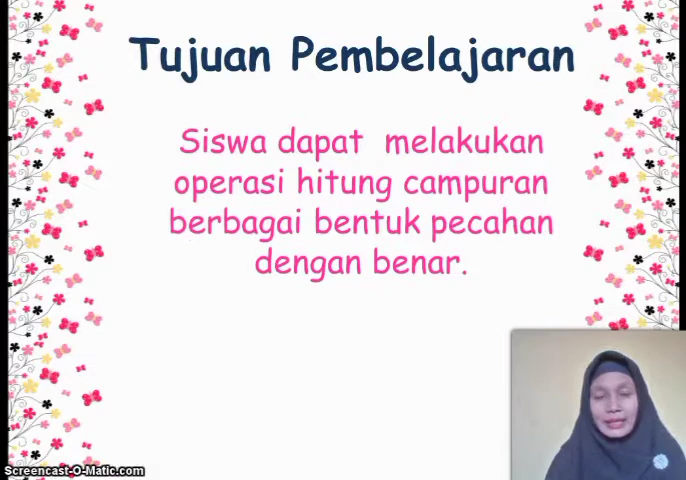 Tujuan Pembelajaran
Siswa dapat melakukan
operasi hitung campuran
berbagai bentuk pecahan
dengan benar.
Screencast-O-Matic.com